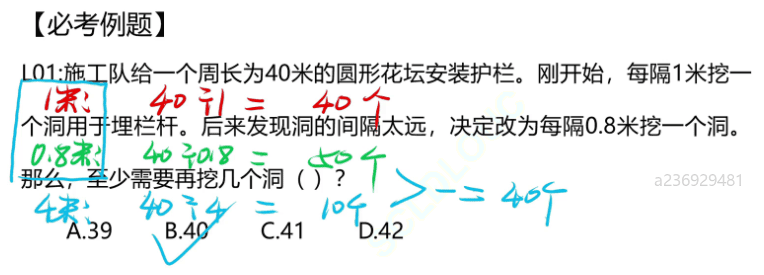 【必考例题】
L01:施工队给一个周长为40米的圆形花坛安装护栏。刚开始，每隔1米挖一
1米: 40÷1 = 40个
个洞用于埋栏杆。后来发现洞的间隔太远，决定改为每隔0.8米挖一个洞。
0.8米: 40÷0.8 = 50个
那么，至少需要再挖几个洞（ ）？
a236929481
4米: 40÷4 = 10个 >一= 40个
A.39 B.40 C.41 D.42